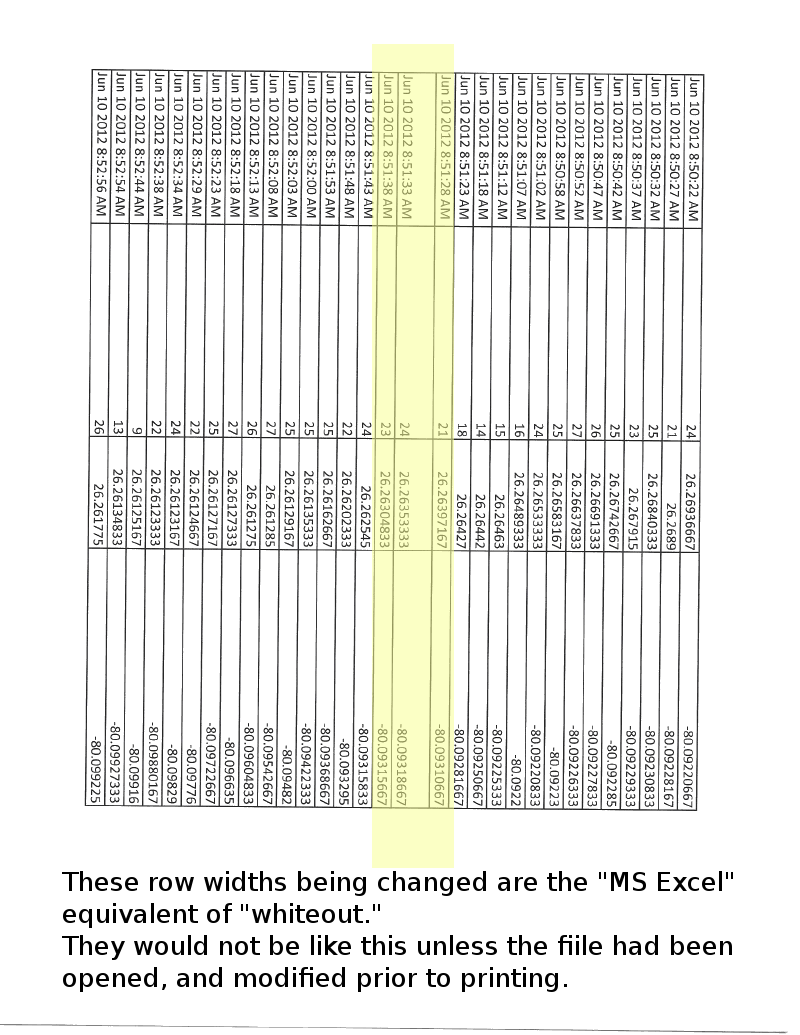 Jun 10 2012 8:50:22 AM 24 26.26936667 -80.09220667
Jun 10 2012 8:50:27 AM 21 26.2689 -80.09228167
Jun 10 2012 8:50:32 AM 25 26.26840333 -80.09230833
Jun 10 2012 8:50:37 AM 23 26.267915 -80.09229333
Jun 10 2012 8:50:42 AM 25 26.26742667 -80.092285
Jun 10 2012 8:50:47 AM 26 26.26691333 -80.09227833
Jun 10 2012 8:50:52 AM 27 26.26637833 -80.09226333
Jun 10 2012 8:50:58 AM 25 26.26583167 -80.09223
Jun 10 2012 8:51:02 AM 24 26.26533333 -80.09220833
Jun 10 2012 8:51:07 AM 16 26.26489333 -80.0922
Jun 10 2012 8:51:12 AM 15 26.26463 -80.09225333
Jun 10 2012 8:51:18 AM 14 26.26442 -80.09250667
Jun 10 2012 8:51:23 AM 18 26.26427 -80.09281667
Jun 10 2012 8:51:28 AM 21 26.26397167 -80.09310667
Jun 10 2012 8:51:33 AM 24 26.26353333 -80.09318667
Jun 10 2012 8:51:38 AM 23 26.26304833 -80.09315667
Jun 10 2012 8:51:43 AM 24 26.262545 -80.09315833
Jun 10 2012 8:51:48 AM 22 26.26202333 -80.093295
Jun 10 2012 8:51:53 AM 25 26.26162667 -80.09368667
Jun 10 2012 8:52:00 AM 25 26.26135333 -80.09422333
Jun 10 2012 8:52:03 AM 25 26.26129167 -80.09482
Jun 10 2012 8:52:08 AM 27 26.261285 -80.09542667
Jun 10 2012 8:52:13 AM 26 26.261275 -80.09604833
Jun 10 2012 8:52:18 AM 27 26.26127333 -80.096635
Jun 10 2012 8:52:23 AM 25 26.26127167 -80.09722667
Jun 10 2012 8:52:29 AM 22 26.26124667 -80.09776
Jun 10 2012 8:52:34 AM 24 26.26123167 -80.09829
Jun 10 2012 8:52:38 AM 22 26.26123333 -80.09880167
Jun 10 2012 8:52:44 AM 9 26.26125167 -80.09916
Jun 10 2012 8:52:54 AM 13 26.26134833 -80.09927333
Jun 10 2012 8:52:56 AM 26 26.261775 -80.099225
These row widths being changed are the "MS Excel"
equivalent of "whiteout."
They would not be like this unless the fiile had been
opened, and modified prior to printing.